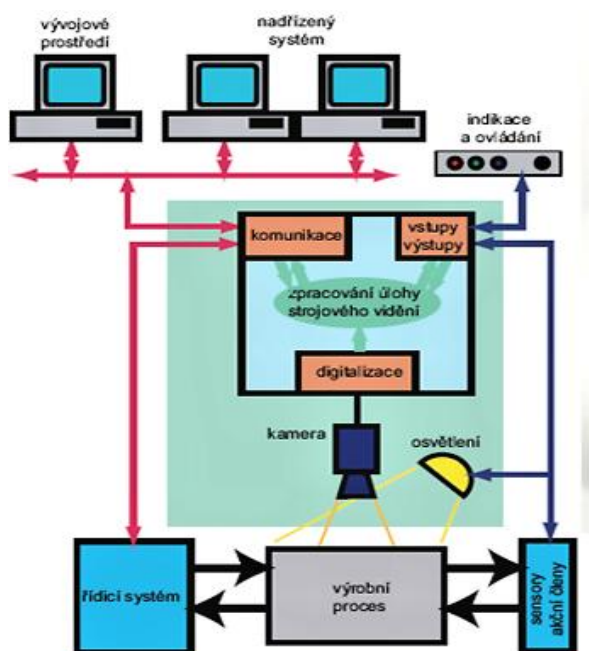 vývojové
prostředí
nadřízený
systém
indikace
a ovládání
komunikace
vstupy
výstupy
zpracování úlohy
strojového vidění
digitalizace
kamera
osvětlení
řídicí systém
výrobní
proces
sensory
akční členy